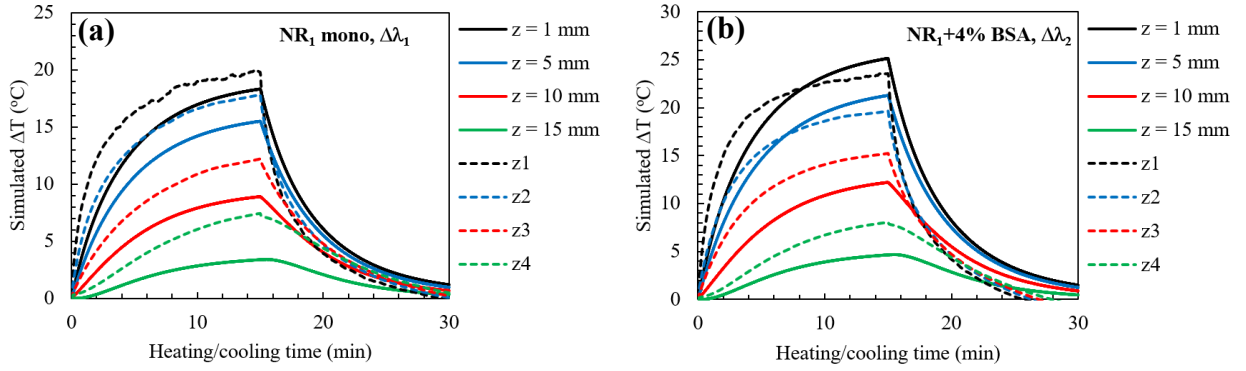 (a)
NR1 mono, Δλ1
Simulated ΔT (°C)
25
20
15
10
5
0
0
10
20
30
Heating/cooling time (min)
z = 1 mm
z = 5 mm
z = 10 mm
z = 15 mm
z1
z2
z3
z4
(b)
NR1+4% BSA, Δλ2
Simulated ΔT (°C)
30
25
20
15
10
5
0
0
10
20
30
Heating/cooling time (min)
z = 1 mm
z = 5 mm
z = 10 mm
z = 15 mm
z1
z2
z3
z4